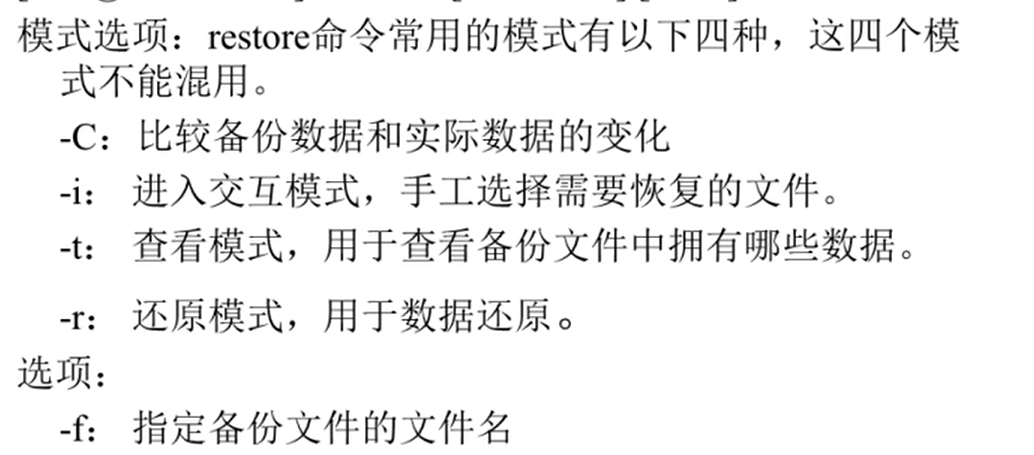 模式选项：restore命令常用的模式有以下四种，这四个模
式不能混用。
-C：比较备份数据和实际数据的变化
-i： 进入交互模式，手工选择需要恢复的文件。
-t： 查看模式，用于查看备份文件中拥有哪些数据。
-r： 还原模式，用于数据还原。
选项：
-f： 指定备份文件的文件名